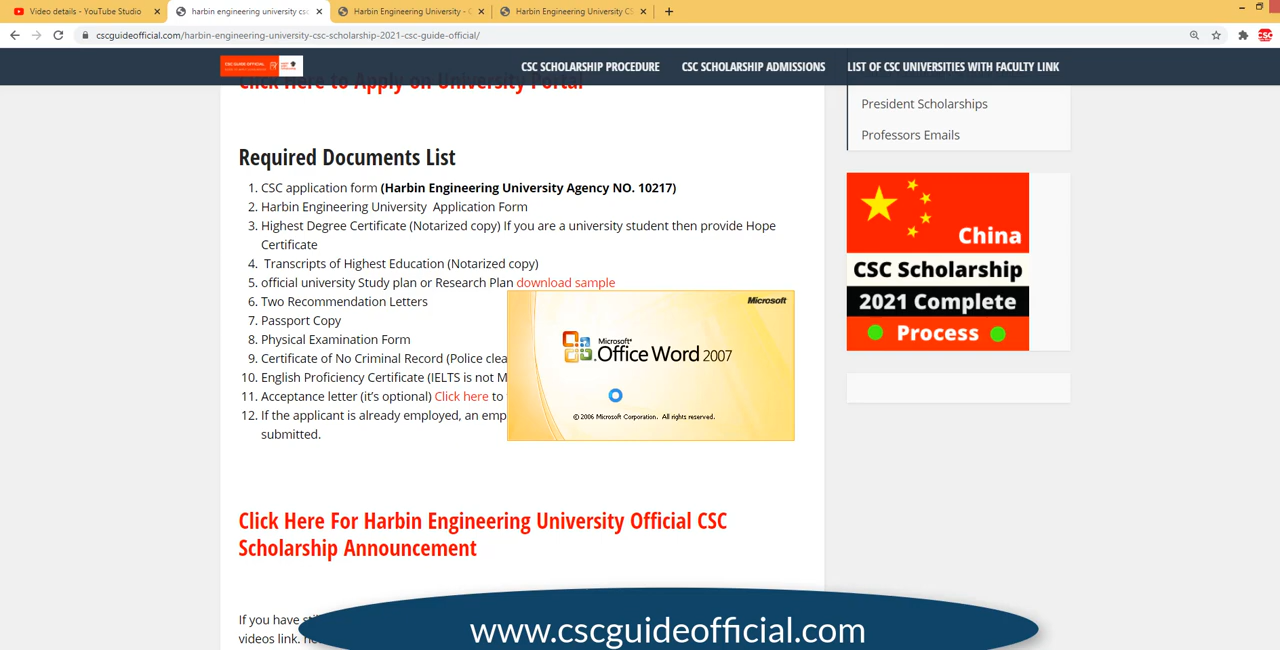 Video details - YouTube Studio
harbin engineering university csc
Harbin Engineering University - C
Harbin Engineering University CS
cscguideofficial.com/harbin-engineering-university-csc-scholarship-2021-csc-guide-official/
CSC SCHOLARSHIP PROCEDURE
CSC SCHOLARSHIP ADMISSIONS
LIST OF CSC UNIVERSITIES WITH FACULTY LINK
Click Here to Apply on University Portal
President Scholarships
Professors Emails
Required Documents List
1. CSC application form (Harbin Engineering University Agency NO. 10217)
2. Harbin Engineering University Application Form
3. Highest Degree Certificate (Notarized copy) If you are a university student then provide Hope
Certificate
4. Transcripts of Highest Education (Notarized copy)
5. official university Study plan or Research Plan download sample
6. Two Recommendation Letters
7. Passport Copy
8. Physical Examination Form
9. Certificate of No Criminal Record (Police clea
10. English Proficiency Certificate (IELTS is not M
11. Acceptance letter (it's optional) Click here to
12. If the applicant is already employed, an emp
submitted.
Microsoft
Microsoft
Office Word 2007
© 2006 Microsoft Corporation. All rights reserved.
China
CSC Scholarship
2021 Complete
Process
Click Here For Harbin Engineering University Official CSC
Scholarship Announcement
If you have
videos link.
www.cscguideofficial.com